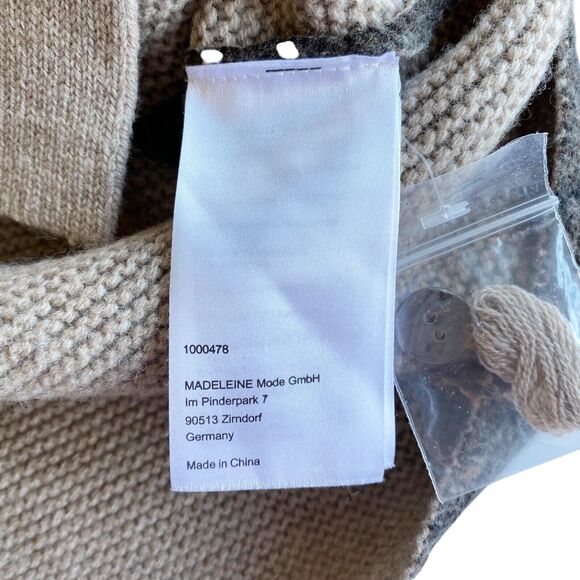 1000478
MADELEINE Mode GmbH
Im Pinderpark 7
90513 Zirndorf
Germany
Made in China